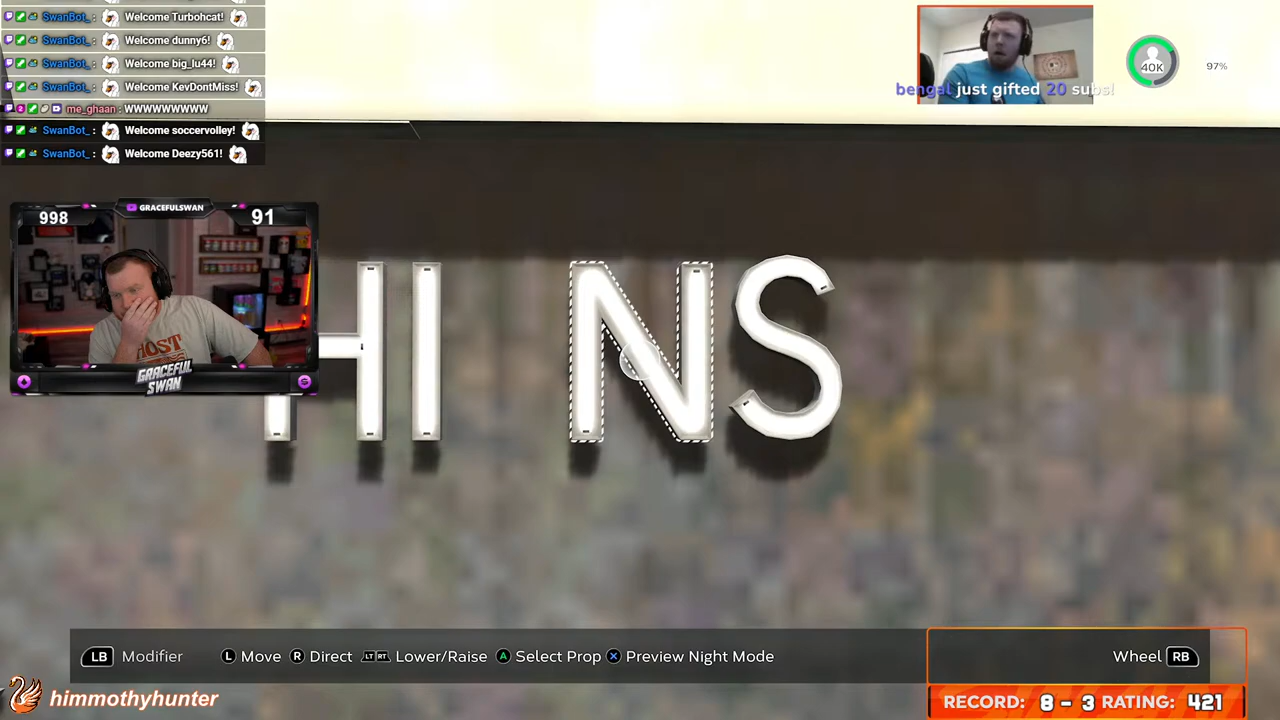 SwanBot_ : Welcome Turbohcat!
SwanBot_ : Welcome dunny6!
SwanBot_ : Welcome big_lu44!
SwanBot_ : Welcome KevDontMiss!
me_ghaan : WWWWWWWWW
SwanBot_ : Welcome soccervolley!
SwanBot_ : Welcome Deezy561!
40K
97%
bengal just gifted 20 subs!
998
GRACEFULSWAN
91
HOST
GRACEFUL
SWAN
HI NS
LB Modifier
L Move
R Direct
LT RT Lower/Raise
A Select Prop
X Preview Night Mode
Wheel RB
himmothyhunter
RECORD: 8 - 3 RATING: 421